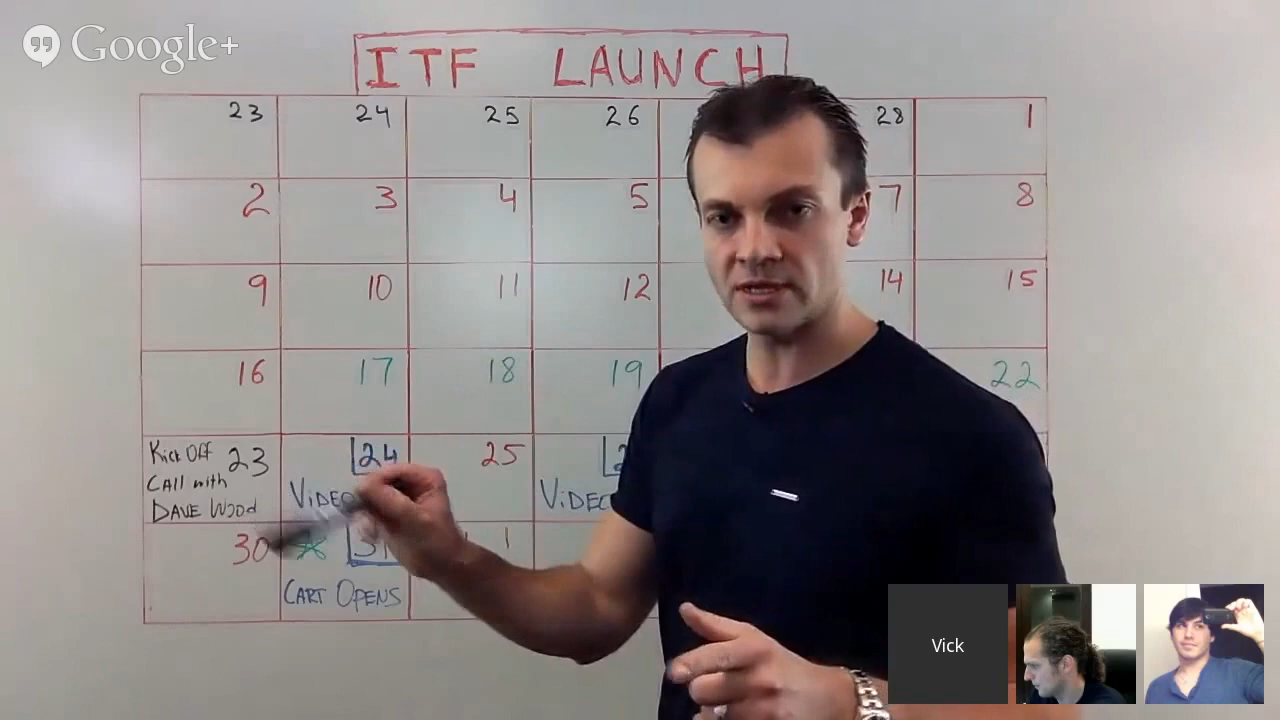 Google+
ITF LAUNCH
23 24 25 26 28 1
2 3 4 5 7 8
9 10 11 12 14 15
16 17 18 19 22
Kick Off 23 24 25
Call with
Dave Wood
30
Cart Opens
Vick